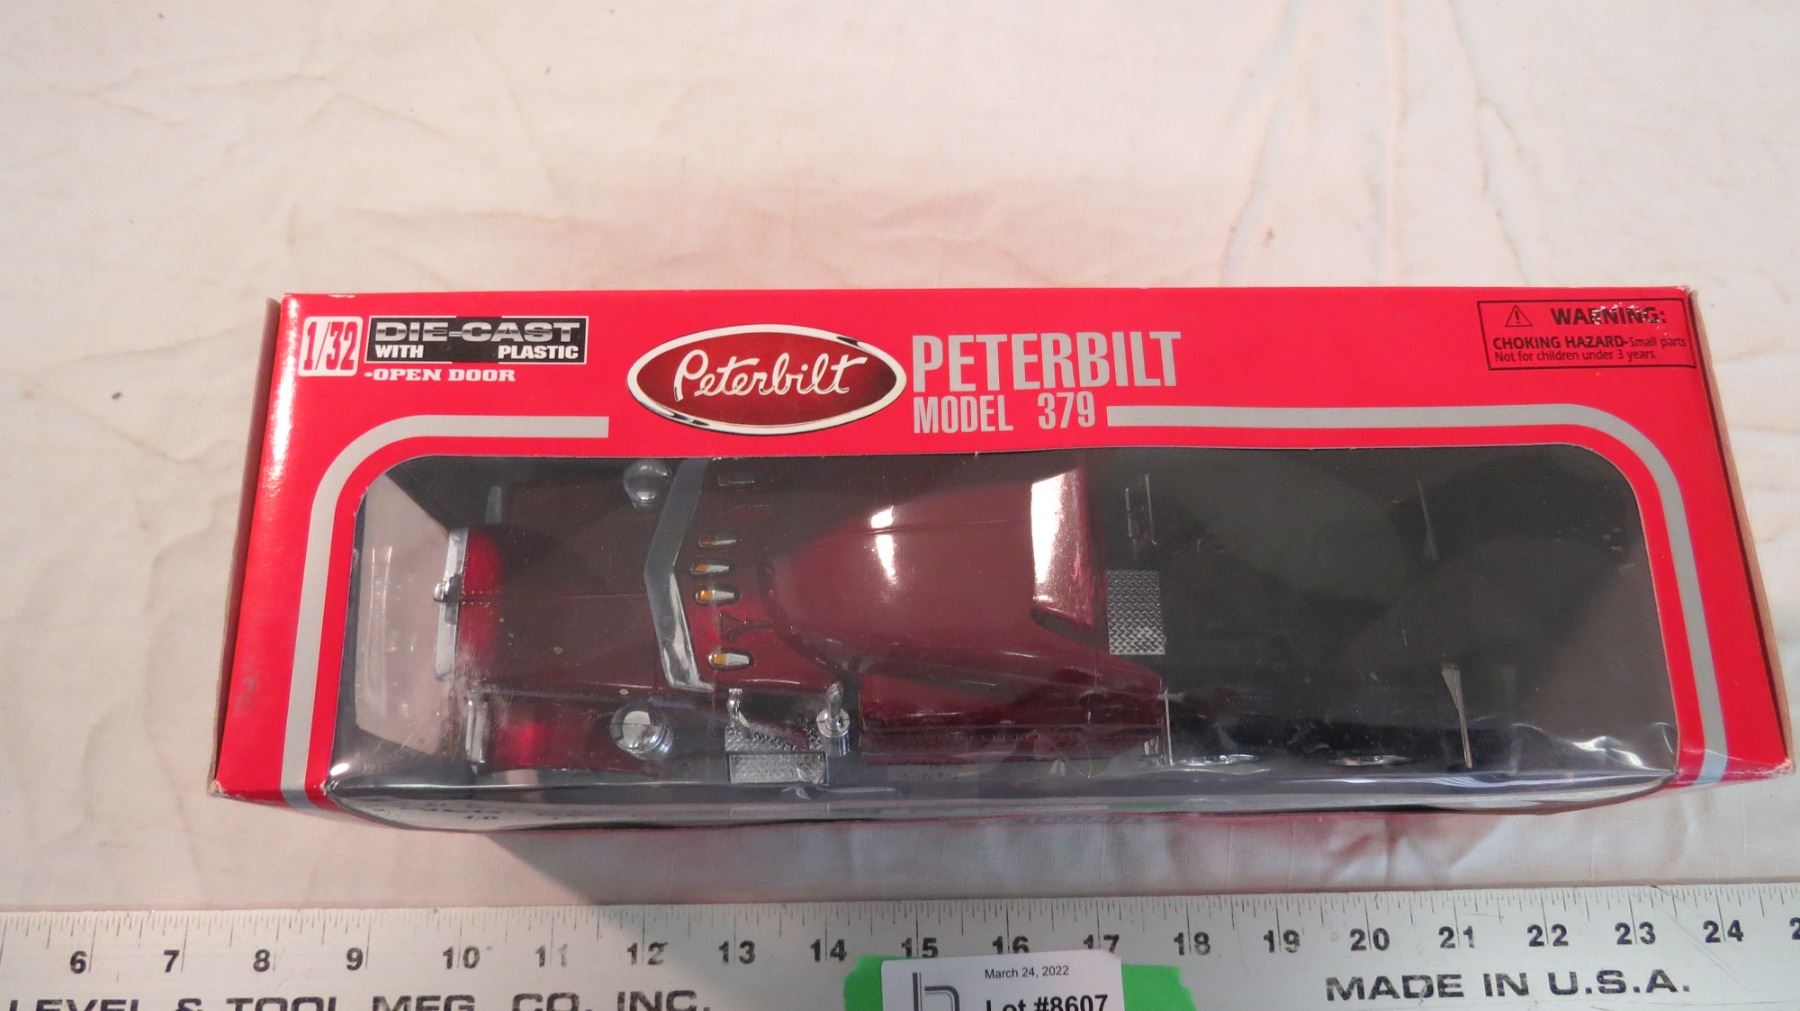 1/32
DIE-CAST
WITH PLASTIC
-OPEN DOOR
Peterbilt
PETERBILT
MODEL 379
WARNING:
CHOKING HAZARD-Small parts
Not for children under 3 years
6 7 8 9 10 11 12 13 14 15 16 17 18 19 20 21 22 23 24 2
LEVEL & TOOL MFG. CO. INC.
MADE IN U.S.A.
March 24, 2022
Lot #8607